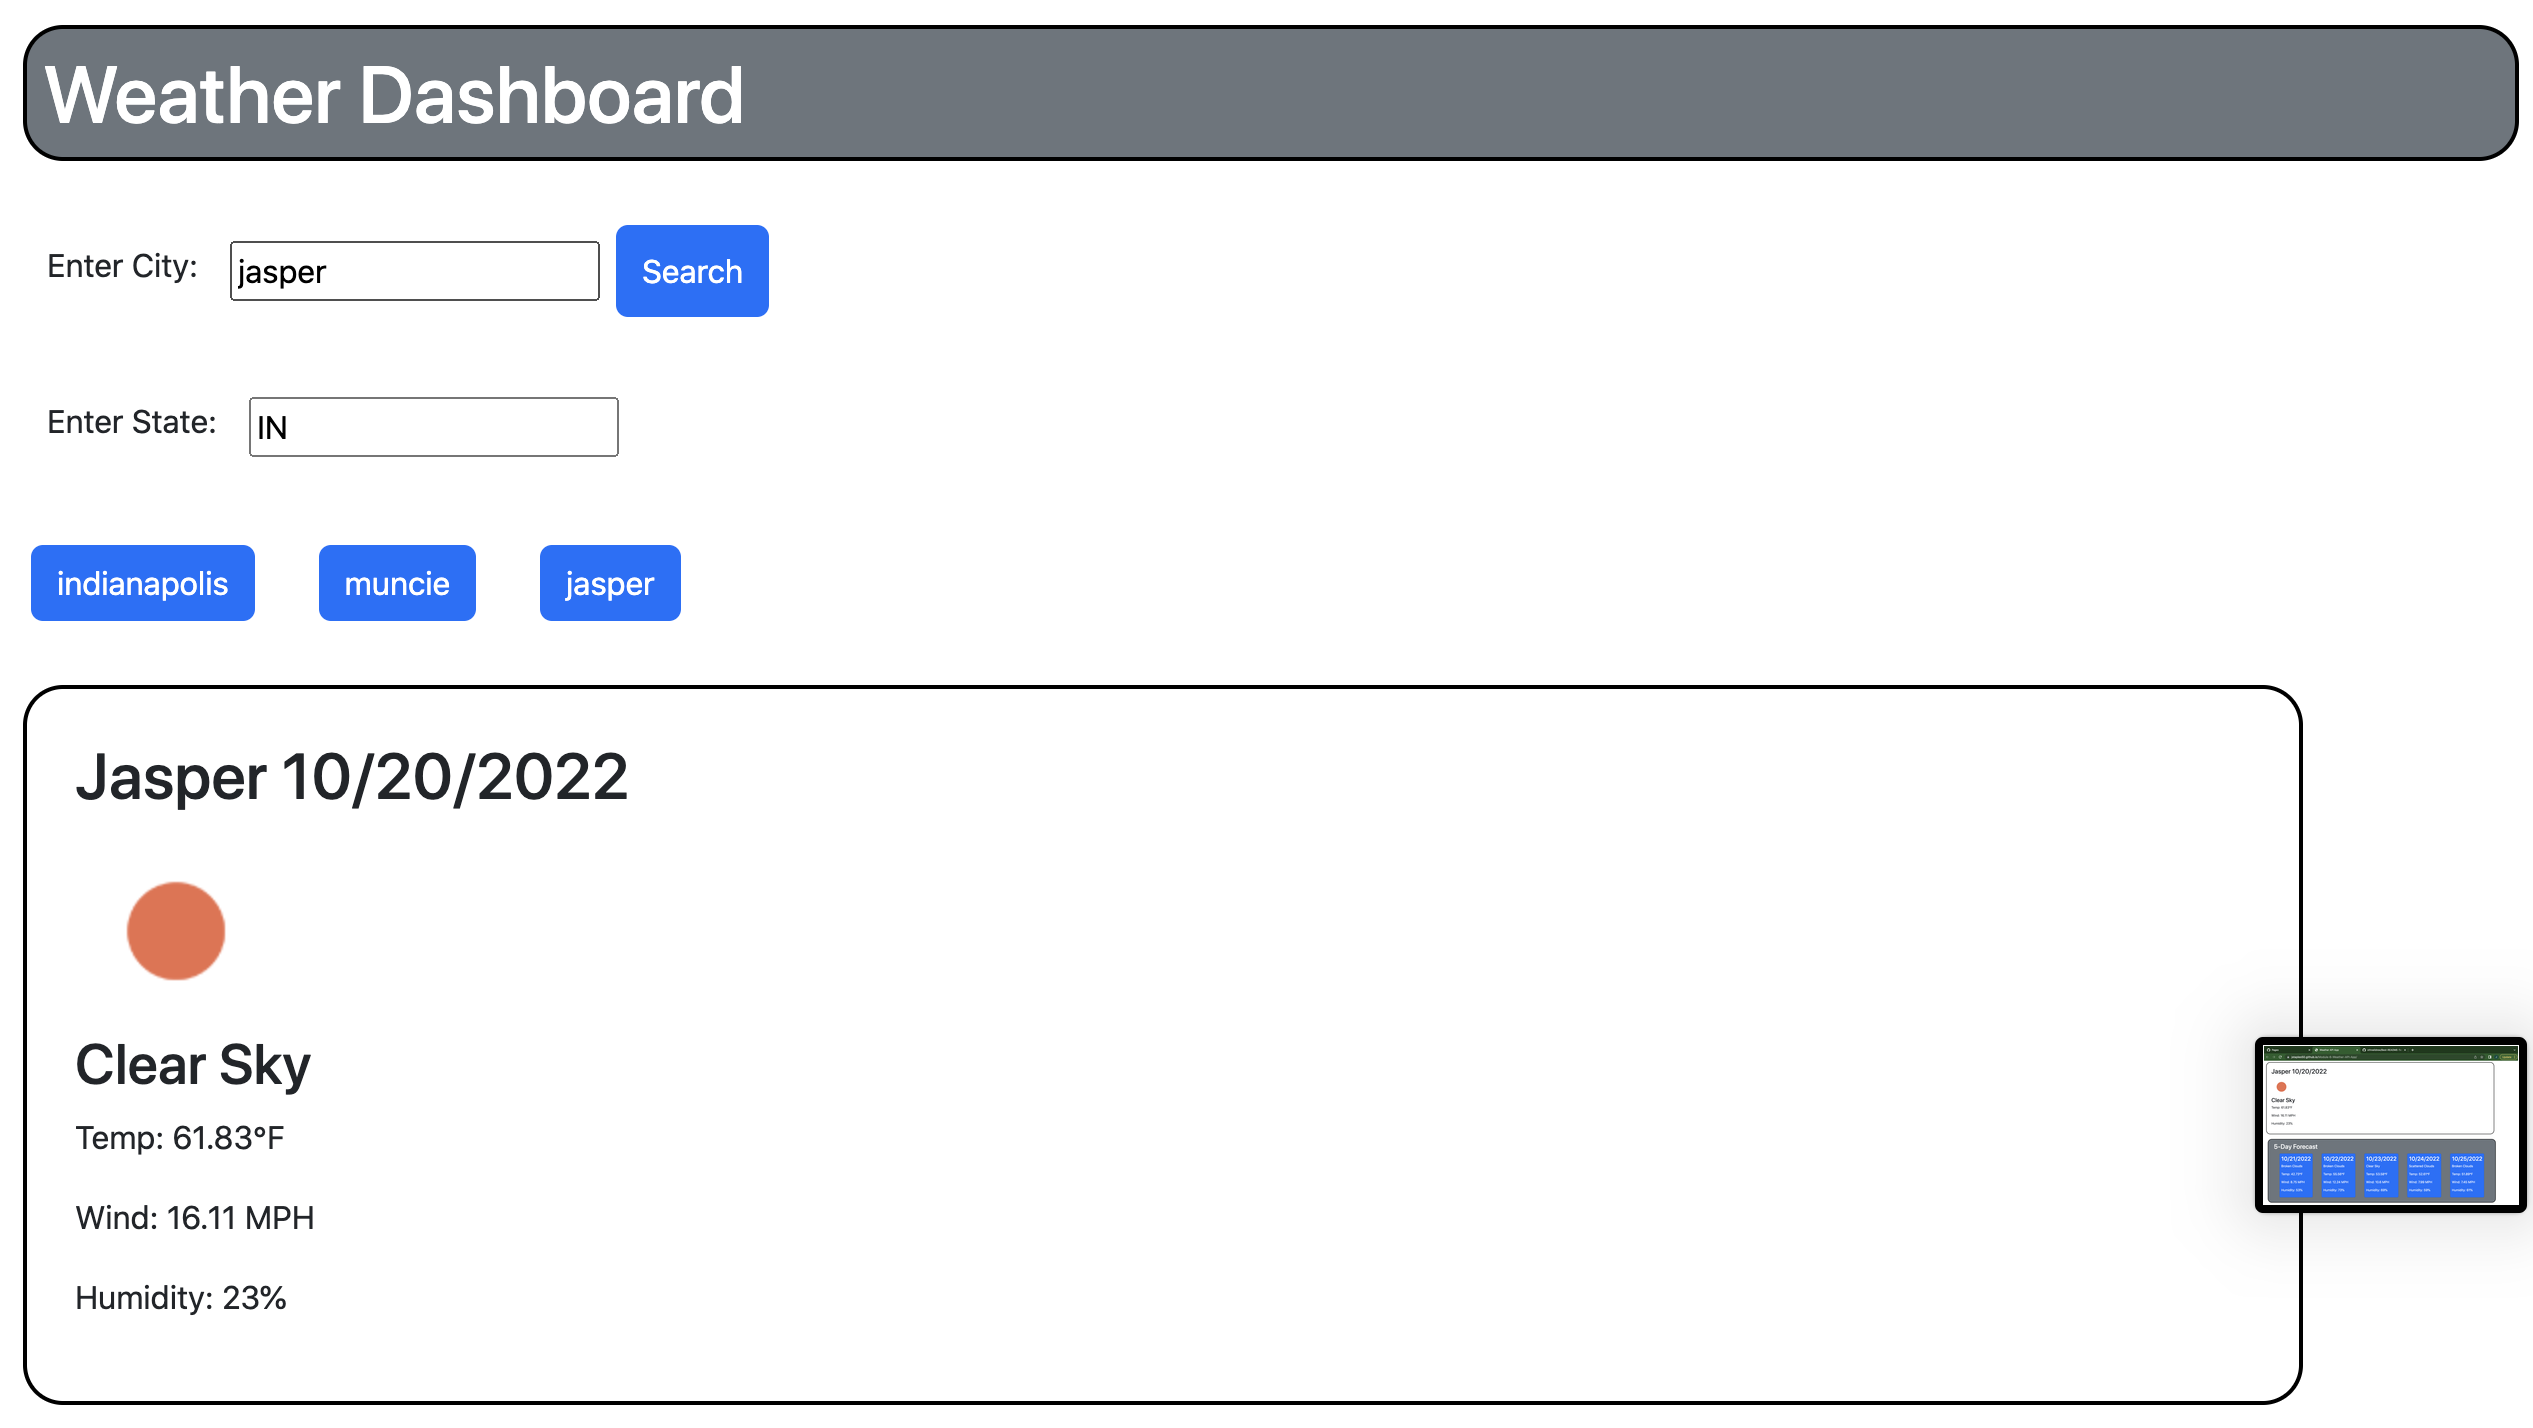 Weather Dashboard
Enter City: jasper Search
Enter State: IN
indianapolis muncie jasper
Jasper 10/20/2022
Clear Sky
Temp: 61.83°F
Wind: 16.11 MPH
Humidity: 23%
Jasper 10/20/2022
Clear Sky
5-Day Forecast
10/21/2022 10/22/2022 10/23/2022 10/24/2022 10/25/2022